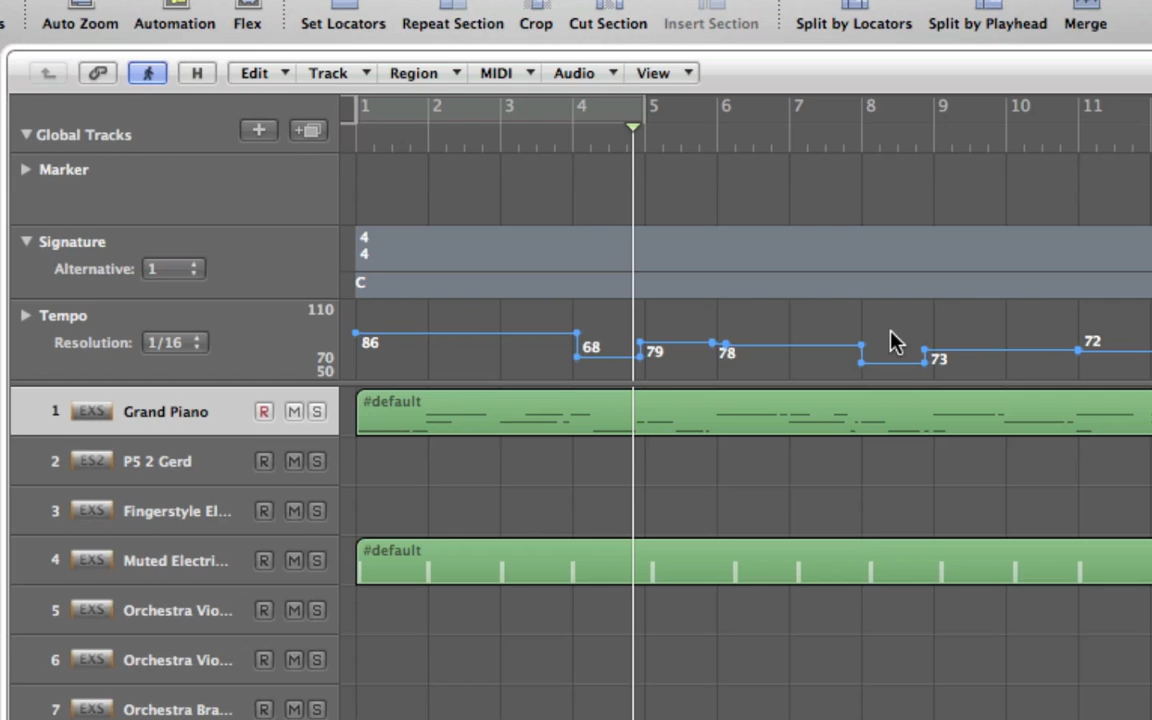 s Auto Zoom Automation Flex Set Locators Repeat Section Crop Cut Section Insert Section Split by Locators Split by Playhead Merge
H Edit Track Region MIDI Audio View
1 2 3 4 5 6 7 8 9 10 11
Global Tracks
Marker
Signature
4
4
Alternative: 1
C
Tempo 110
Resolution: 1/16 70
50
86 68 79 78 73 72
1 EXS Grand Piano R M S #default
2 ES2 P5 2 Gerd R M S
3 EXS Fingerstyle El... R M S
4 EXS Muted Electri... R M S #default
5 EXS Orchestra Vio... R M S
6 EXS Orchestra Vio... R M S
7 EXS Orchestra Bra... R M S